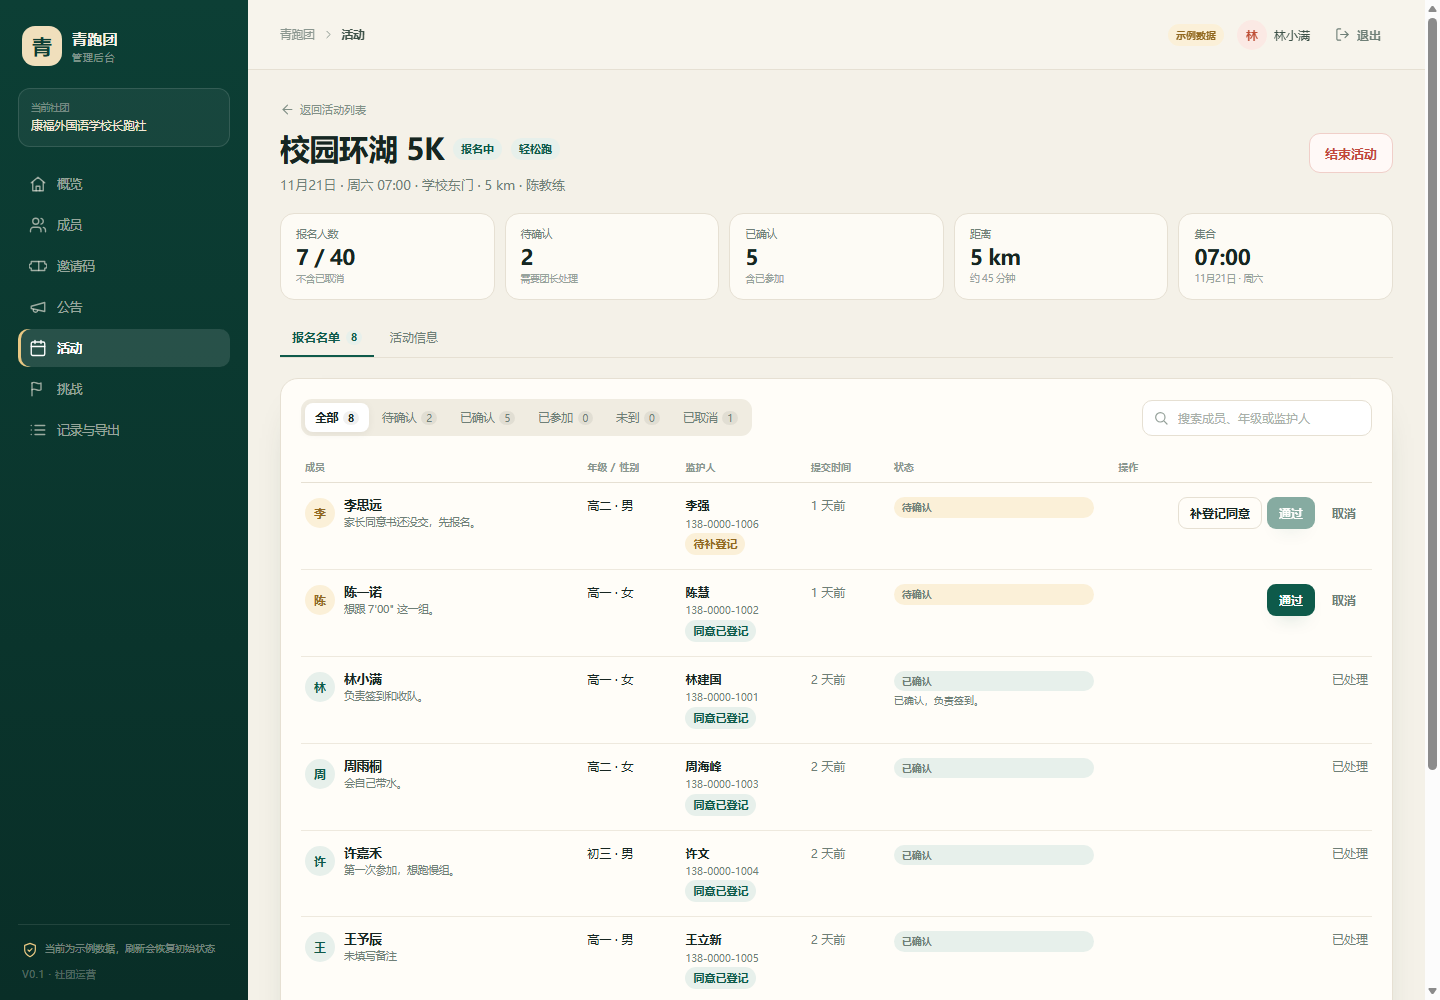 青
青跑团
管理后台
当前社团
康福外国语学校长跑社
概览
成员
邀请码
公告
活动
挑战
记录与导出
当前为示例数据，刷新会恢复初始状态
V0.1 · 社团运营
青跑团 > 活动
示例数据
林 林小满
退出
← 返回活动列表
校园环湖 5K 报名中 轻松跑
结束活动
11月21日 · 周六 07:00 · 学校东门 · 5 km · 陈教练
报名人数
7 / 40
不含已取消
待确认
2
需要团长处理
已确认
5
含已参加
距离
5 km
约 45 分钟
集合
07:00
11月21日 · 周六
报名名单 8 活动信息
全部 8 待确认 2 已确认 5 已参加 0 未到 0 已取消 1
搜索成员、年级或监护人
成员 年级 / 性别 监护人 提交时间 状态 操作
李 李思远 高二 · 男 李强 1 天前 待确认 补登记同意 通过 取消
家长同意书还没交，先报名。 138-0000-1006
待补登记
陈 陈一诺 高一 · 女 陈慧 1 天前 待确认 通过 取消
想跟 7'00" 这一组。 138-0000-1002
同意已登记
林 林小满 高一 · 女 林建国 2 天前 已确认 已处理
负责签到和收队。 138-0000-1001 已确认，负责签到。
同意已登记
周 周雨桐 高二 · 女 周海峰 2 天前 已确认 已处理
会自己带水。 138-0000-1003
同意已登记
许 许嘉禾 初三 · 男 许文 2 天前 已确认 已处理
第一次参加，想跑慢组。 138-0000-1004
同意已登记
王 王予辰 高一 · 男 王立新 2 天前 已确认 已处理
未填写备注 138-0000-1005
同意已登记